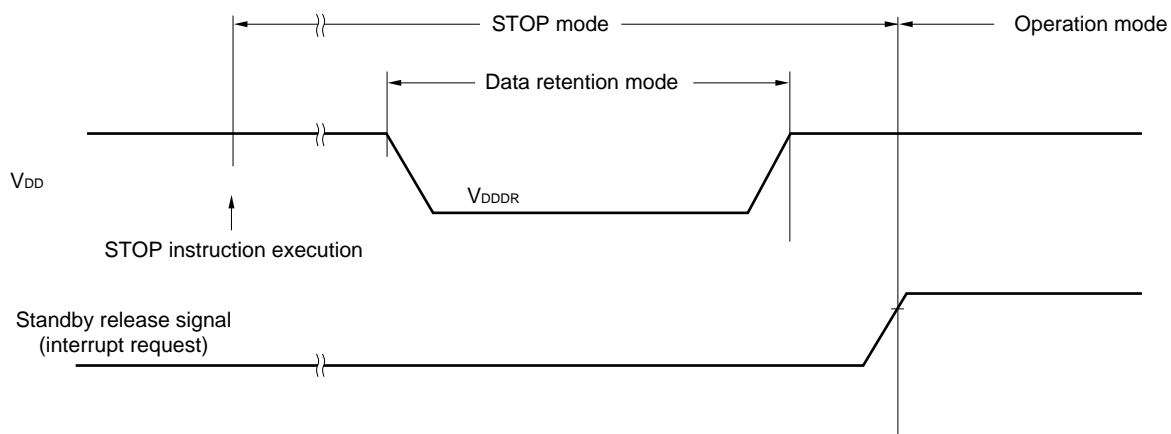 STOP mode
Operation mode
Data retention mode
VDD
VDDDR
STOP instruction execution
Standby release signal
(interrupt request)